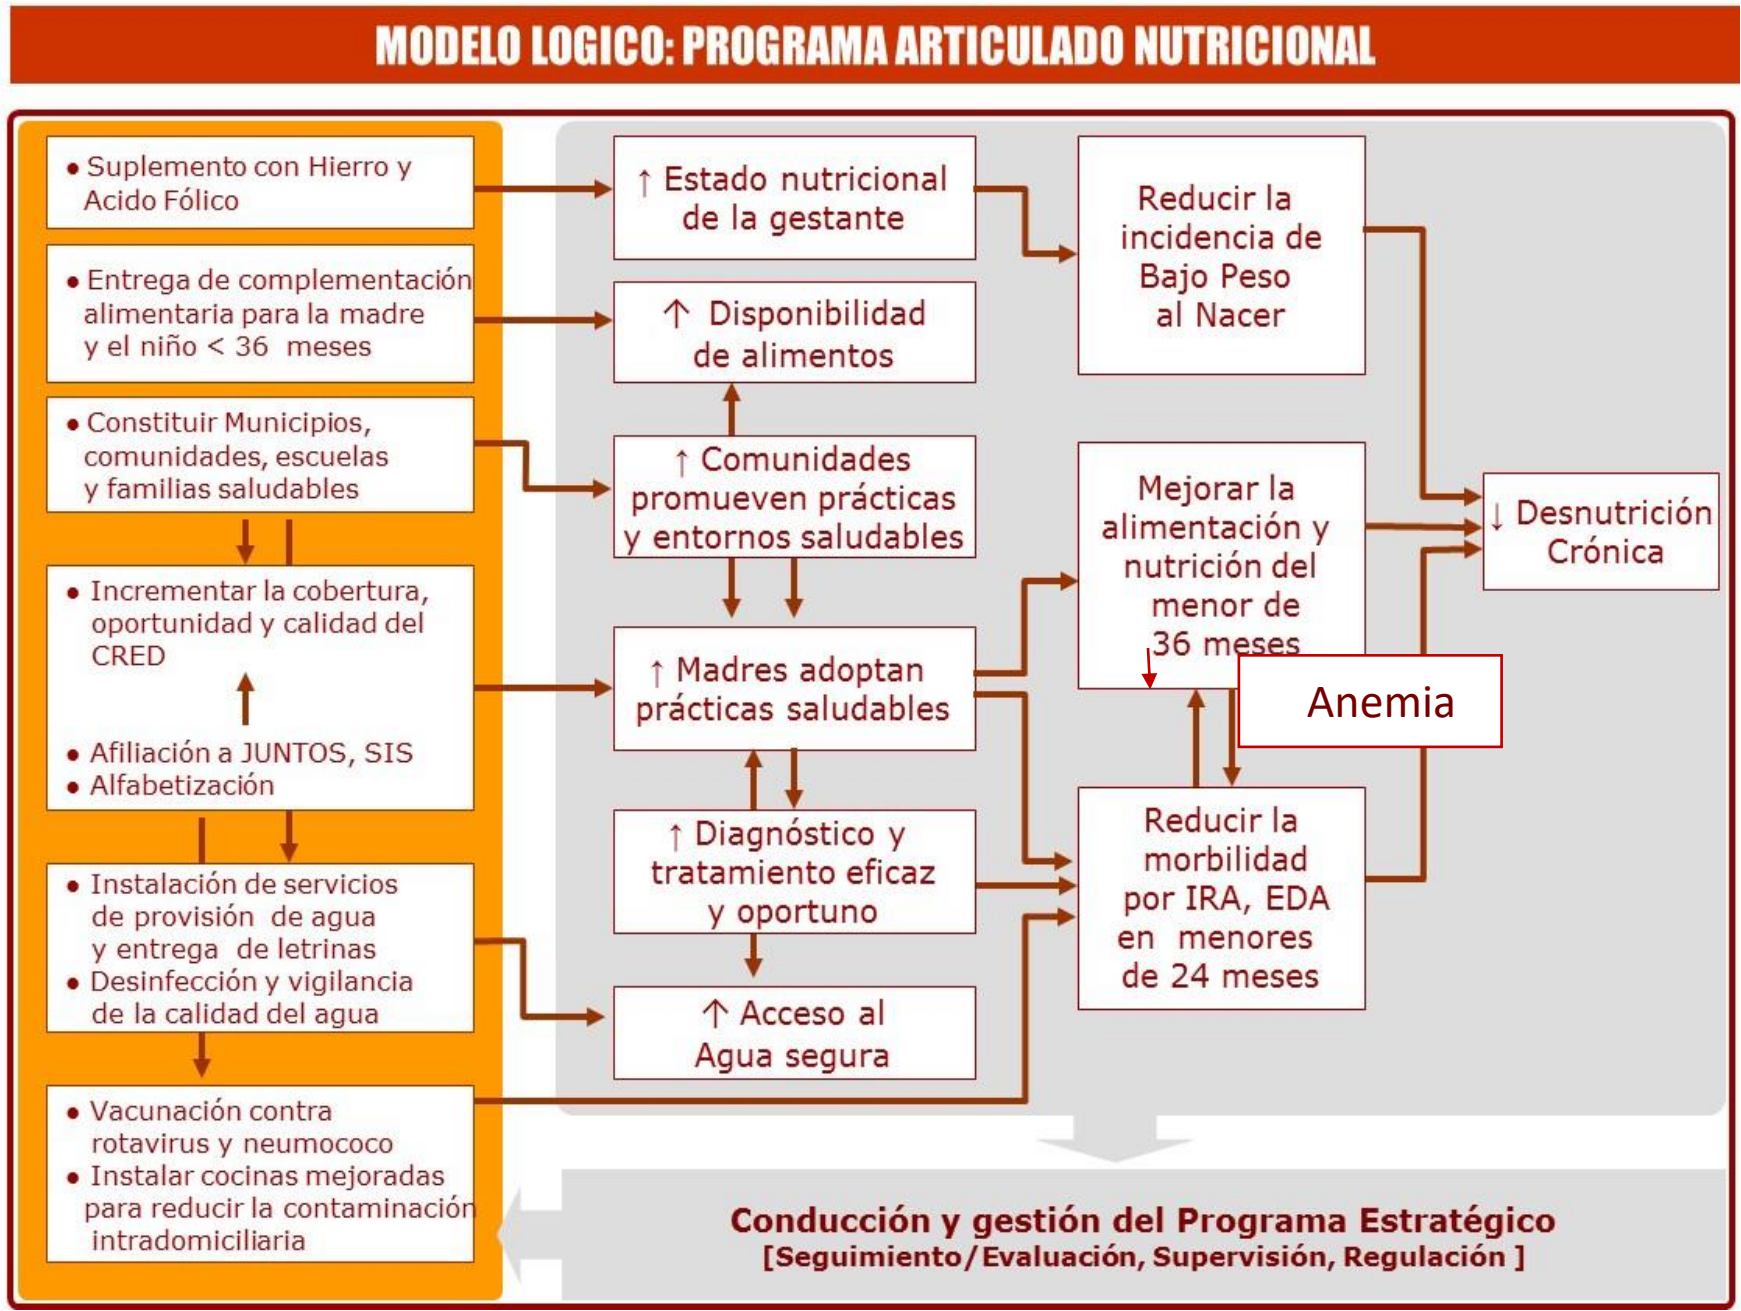 MODELO LOGICO: PROGRAMA ARTICULADO NUTRICIONAL
● Suplemento con Hierro y
Acido Fólico
● Entrega de complementación
alimentaria para la madre
y el niño < 36 meses
● Constituir Municipios,
comunidades, escuelas
y familias saludables
● Incrementar la cobertura,
oportunidad y calidad del
CRED
● Afiliación a JUNTOS, SIS
● Alfabetización
● Instalación de servicios
de provisión de agua
y entrega de letrinas
● Desinfección y vigilancia
de la calidad del agua
● Vacunación contra
rotavirus y neumococo
● Instalar cocinas mejoradas
para reducir la contaminación
intradomiciliaria
↑ Estado nutricional
de la gestante
↑ Disponibilidad
de alimentos
↑ Comunidades
promueven prácticas
y entornos saludables
↑ Madres adoptan
prácticas saludables
↑ Diagnóstico y
tratamiento eficaz
y oportuno
↑ Acceso al
Agua segura
Reducir la
incidencia de
Bajo Peso
al Nacer
Mejorar la
alimentación y
nutrición del
menor de
36 meses
Anemia
Reducir la
morbilidad
por IRA, EDA
en menores
de 24 meses
↓ Desnutrición
Crónica
Conducción y gestión del Programa Estratégico
[Seguimiento/Evaluación, Supervisión, Regulación ]